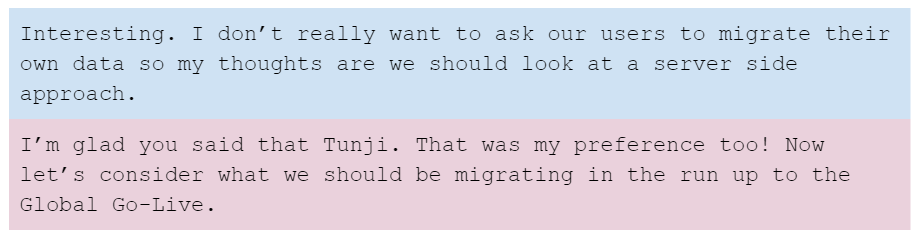 Interesting. I don’t really want to ask our users to migrate their
own data so my thoughts are we should look at a server side
approach.
I’m glad you said that Tunji. That was my preference too! Now
let’s consider what we should be migrating in the run up to the
Global Go-Live.